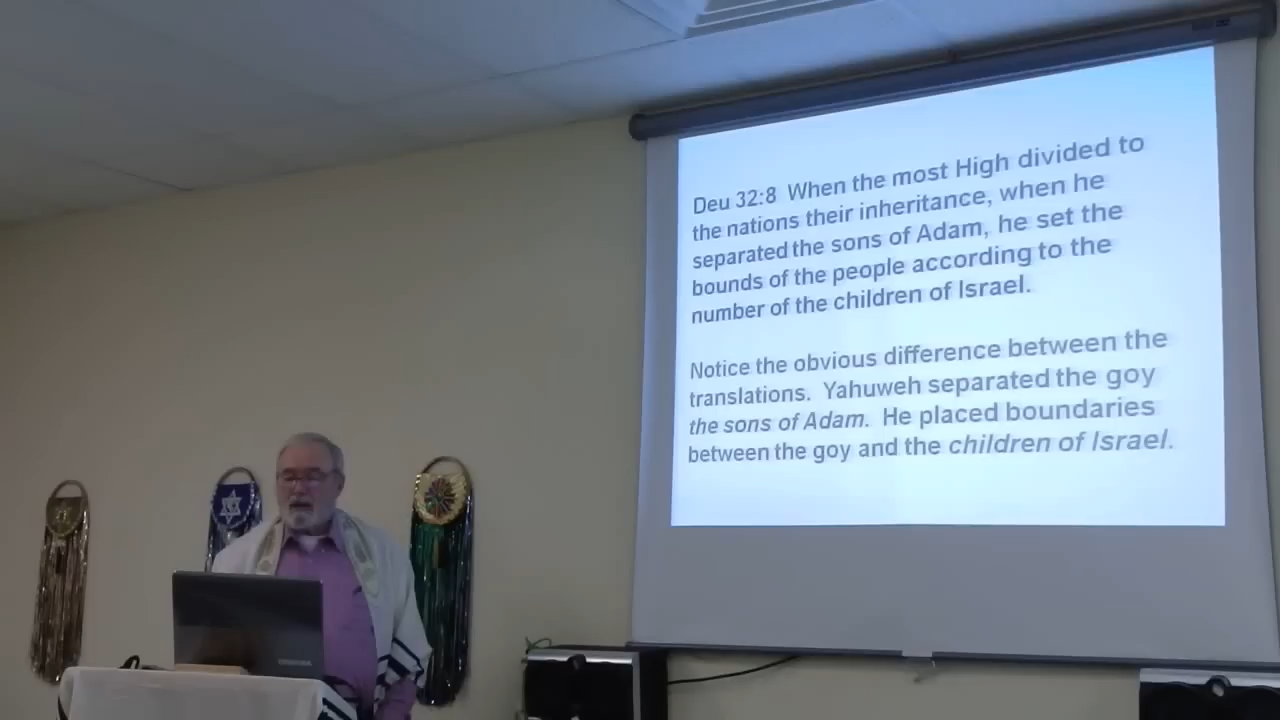 Deu 32:8 When the most High divided to
the nations their inheritance, when he
separated the sons of Adam, he set the
bounds of the people according to the
number of the children of Israel.
Notice the obvious difference between the
translations. Yahuweh separated the goy
the sons of Adam. He placed boundaries
between the goy and the children of Israel.
TOSHIBA